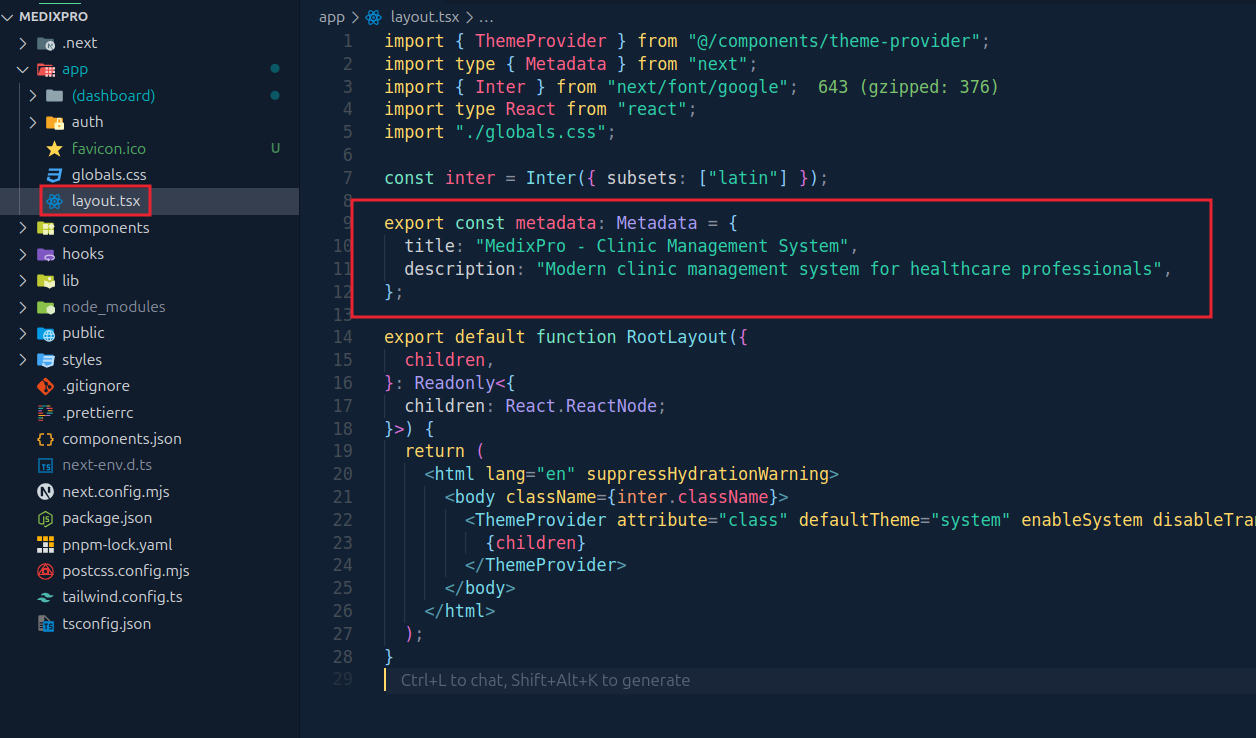 MEDIXPRO
.next
app
(dashboard)
auth
favicon.ico U
globals.css
layout.tsx
components
hooks
lib
node_modules
public
styles
.gitignore
.prettierrc
components.json
next-env.d.ts
next.config.mjs
package.json
pnpm-lock.yaml
postcss.config.mjs
tailwind.config.ts
tsconfig.json
app > layout.tsx > ...
1 import { ThemeProvider } from "@/components/theme-provider";
2 import type { Metadata } from "next";
3 import { Inter } from "next/font/google"; 643 (gzipped: 376)
4 import type React from "react";
5 import "./globals.css";
6
7 const inter = Inter({ subsets: ["latin"] });
8
9 export const metadata: Metadata = {
10 title: "MedixPro - Clinic Management System",
11 description: "Modern clinic management system for healthcare professionals",
12 };
13
14 export default function RootLayout({
15 children,
16 }: Readonly<{
17 children: React.ReactNode;
18 }>) {
19 return (
20 <html lang="en" suppressHydrationWarning>
21 <body className={inter.className}>
22 <ThemeProvider attribute="class" defaultTheme="system" enableSystem disableTra
23 {children}
24 </ThemeProvider>
25 </body>
26 </html>
27 );
28 }
29 Ctrl+L to chat, Shift+Alt+K to generate